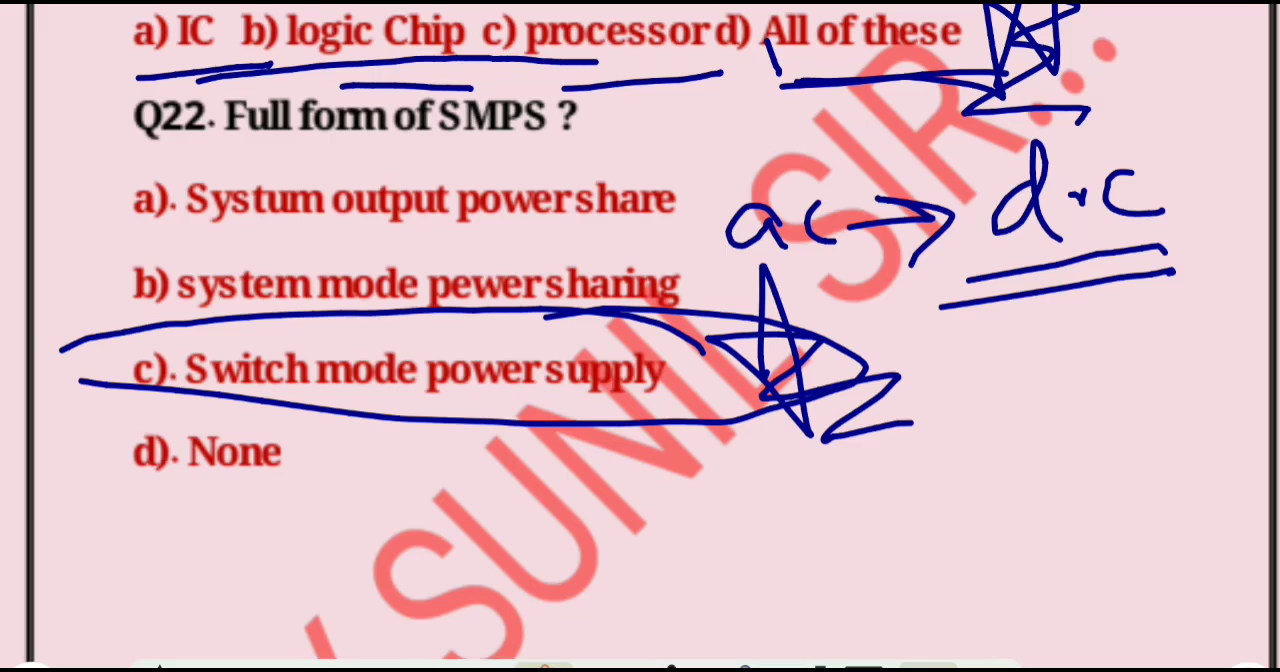 a) IC b) logic Chip c) processor d) All of these
Q22. Full form of SMPS ?
a). Systum output power share
ac → d.c
b) system mode pewer sharing
c). Switch mode power supply
d). None
SUNIL SIR..